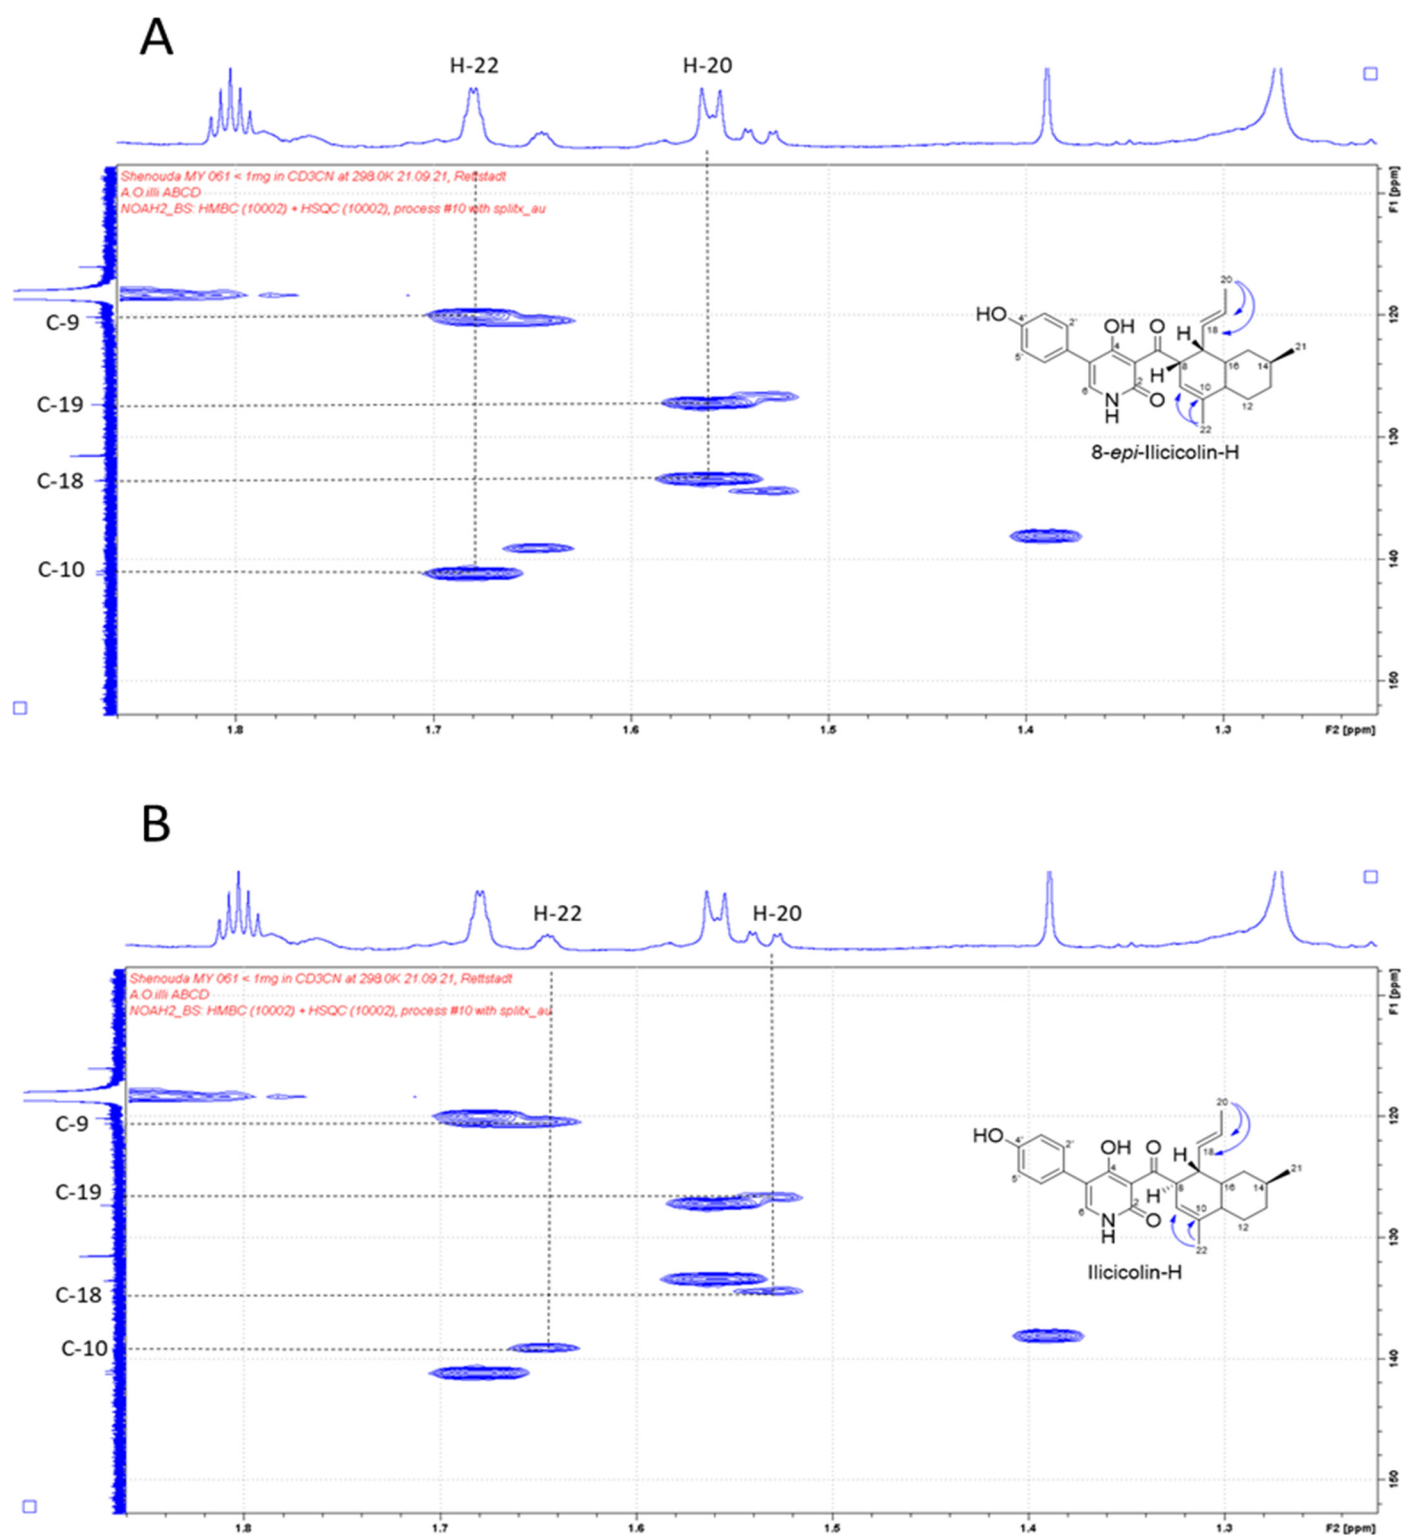 A
H-22 H-20
Shenouda MY 061 < 1mg in CD3CN at 298.0K 21.09.21, Rettstadt
A.O.illi ABCD
NOAH2_BS: HMBC (10002) + HSQC (10002), process #10 with splitx_au
F1 [ppm]
C-9
120
C-19
130
C-18
C-10
140
150
20
HO 4' 2' OH O H 18 21
5' 4 3 8 16 14
H 10
6 2 12
N H O
22
8-epi-Ilicicolin-H
1.8 1.7 1.6 1.5 1.4 1.3 F2 [ppm]
B
H-22 H-20
Shenouda MY 061 < 1mg in CD3CN at 298.0K 21.09.21, Rettstadt
A.O.illi ABCD
NOAH2_BS: HMBC (10002) + HSQC (10002), process #10 with splitx_au
F1 [ppm]
C-9
120
C-19
130
C-18
C-10
140
150
20
HO 4' 2' OH O H 18 21
5' 4 3 8 16 14
H 10
6 2 12
N H O
22
Ilicicolin-H
1.8 1.7 1.6 1.5 1.4 1.3 F2 [ppm]